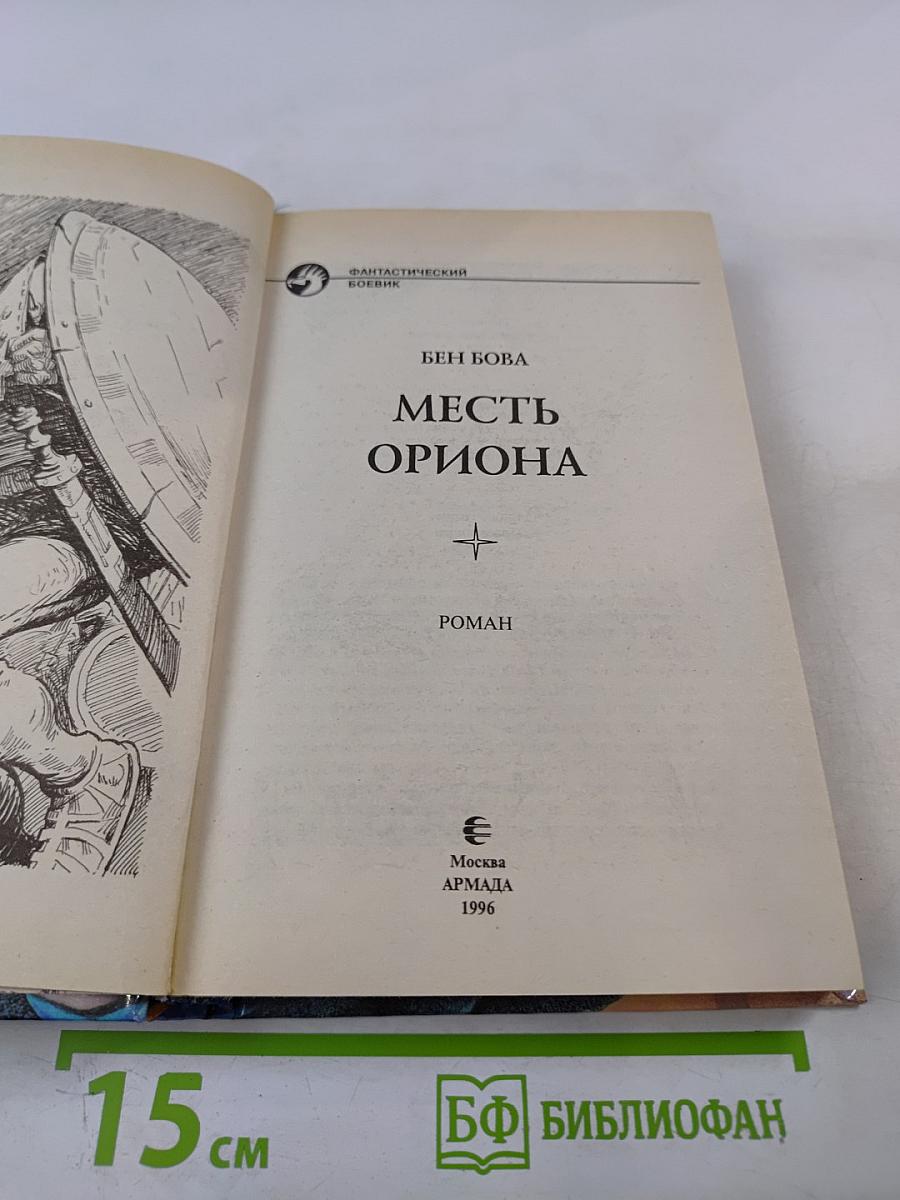 ФАНТАСТИЧЕСКИЙ
БОЕВИК
БЕН БОВА
МЕСТЬ
ОРИОНА
РОМАН
Москва
АРМАДА
1996
15 см
БФ БИБЛИОФАН